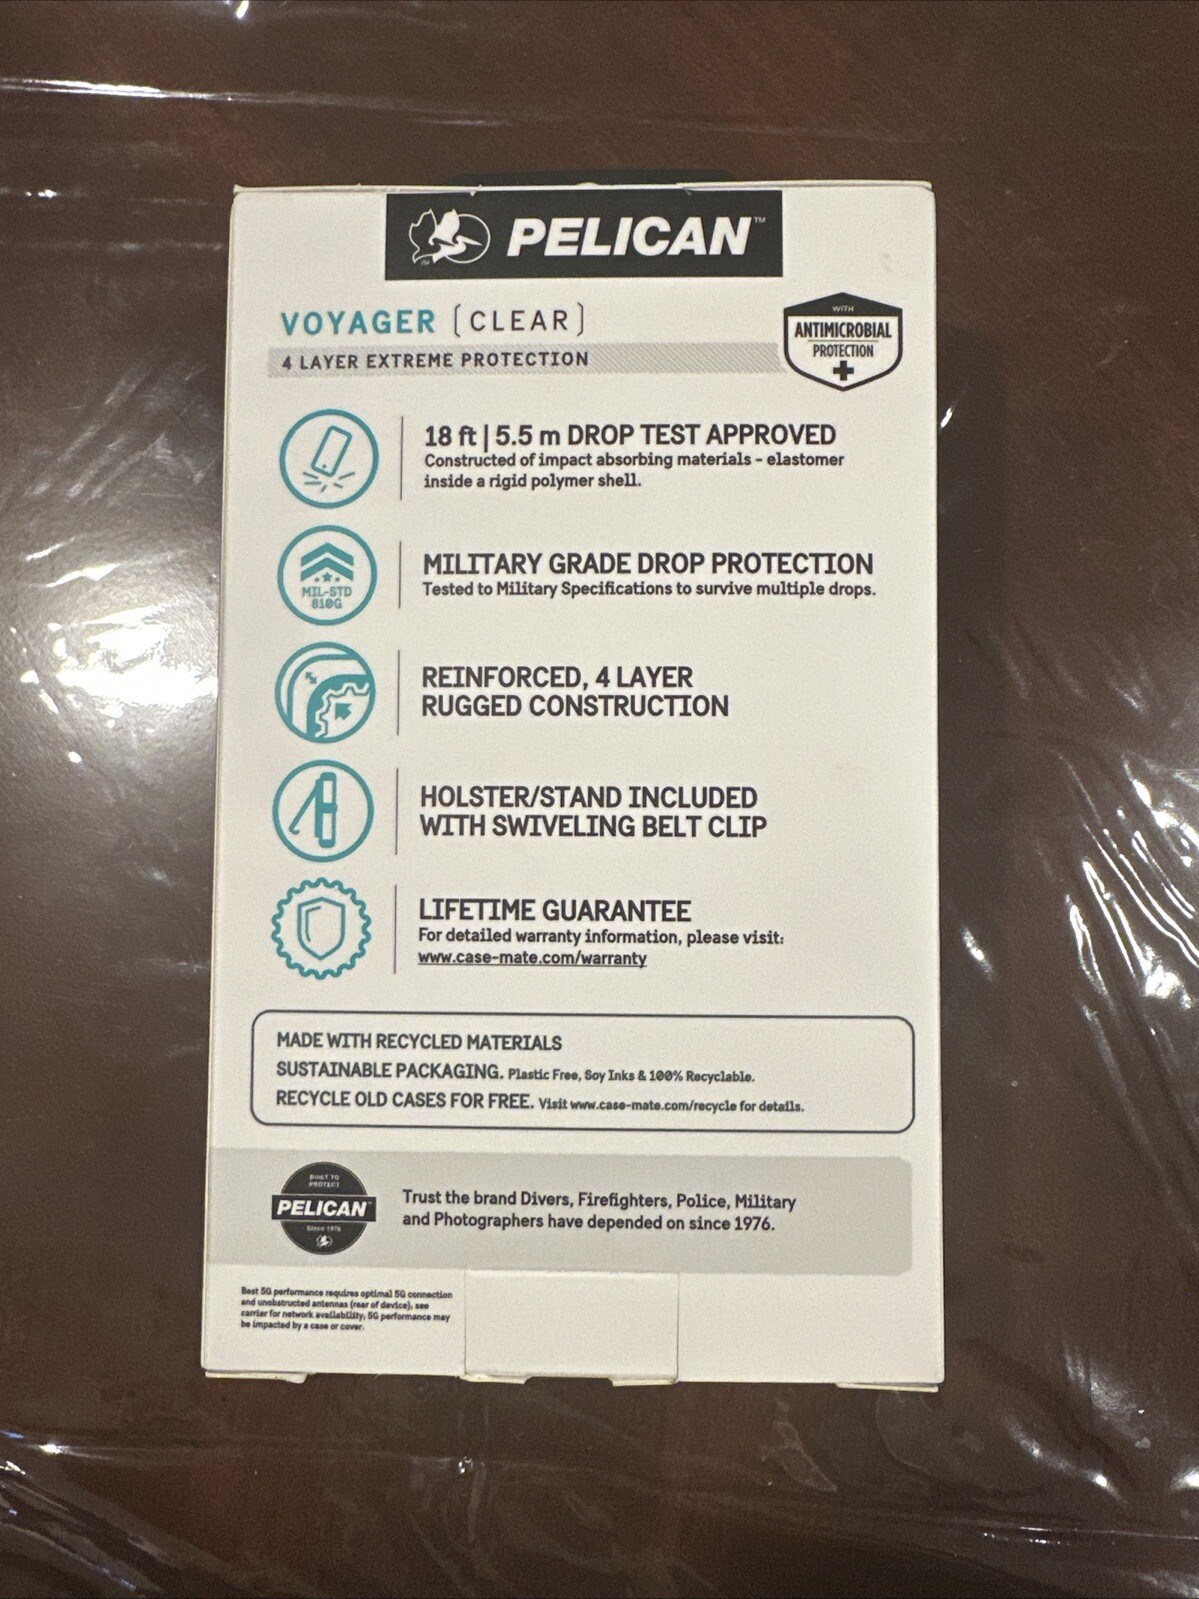 PELICAN™
VOYAGER [CLEAR]
4 LAYER EXTREME PROTECTION
WITH
ANTIMICROBIAL
PROTECTION
18 ft | 5.5 m DROP TEST APPROVED
Constructed of impact absorbing materials - elastomer
inside a rigid polymer shell.
MIL-STD
810G
MILITARY GRADE DROP PROTECTION
Tested to Military Specifications to survive multiple drops.
REINFORCED, 4 LAYER
RUGGED CONSTRUCTION
HOLSTER/STAND INCLUDED
WITH SWIVELING BELT CLIP
LIFETIME GUARANTEE
For detailed warranty information, please visit:
www.case-mate.com/warranty
MADE WITH RECYCLED MATERIALS
SUSTAINABLE PACKAGING. Plastic Free, Soy Inks & 100% Recyclable.
RECYCLE OLD CASES FOR FREE. Visit www.case-mate.com/recycle for details.
BUILT TO
PROTECT
PELICAN™
Since 1976
Trust the brand Divers, Firefighters, Police, Military
and Photographers have depended on since 1976.
Best 5G performance requires optimal 5G connection
and unobstructed antennas (rear of device), see
carrier for network availability, 5G performance may
be impacted by a case or cover.